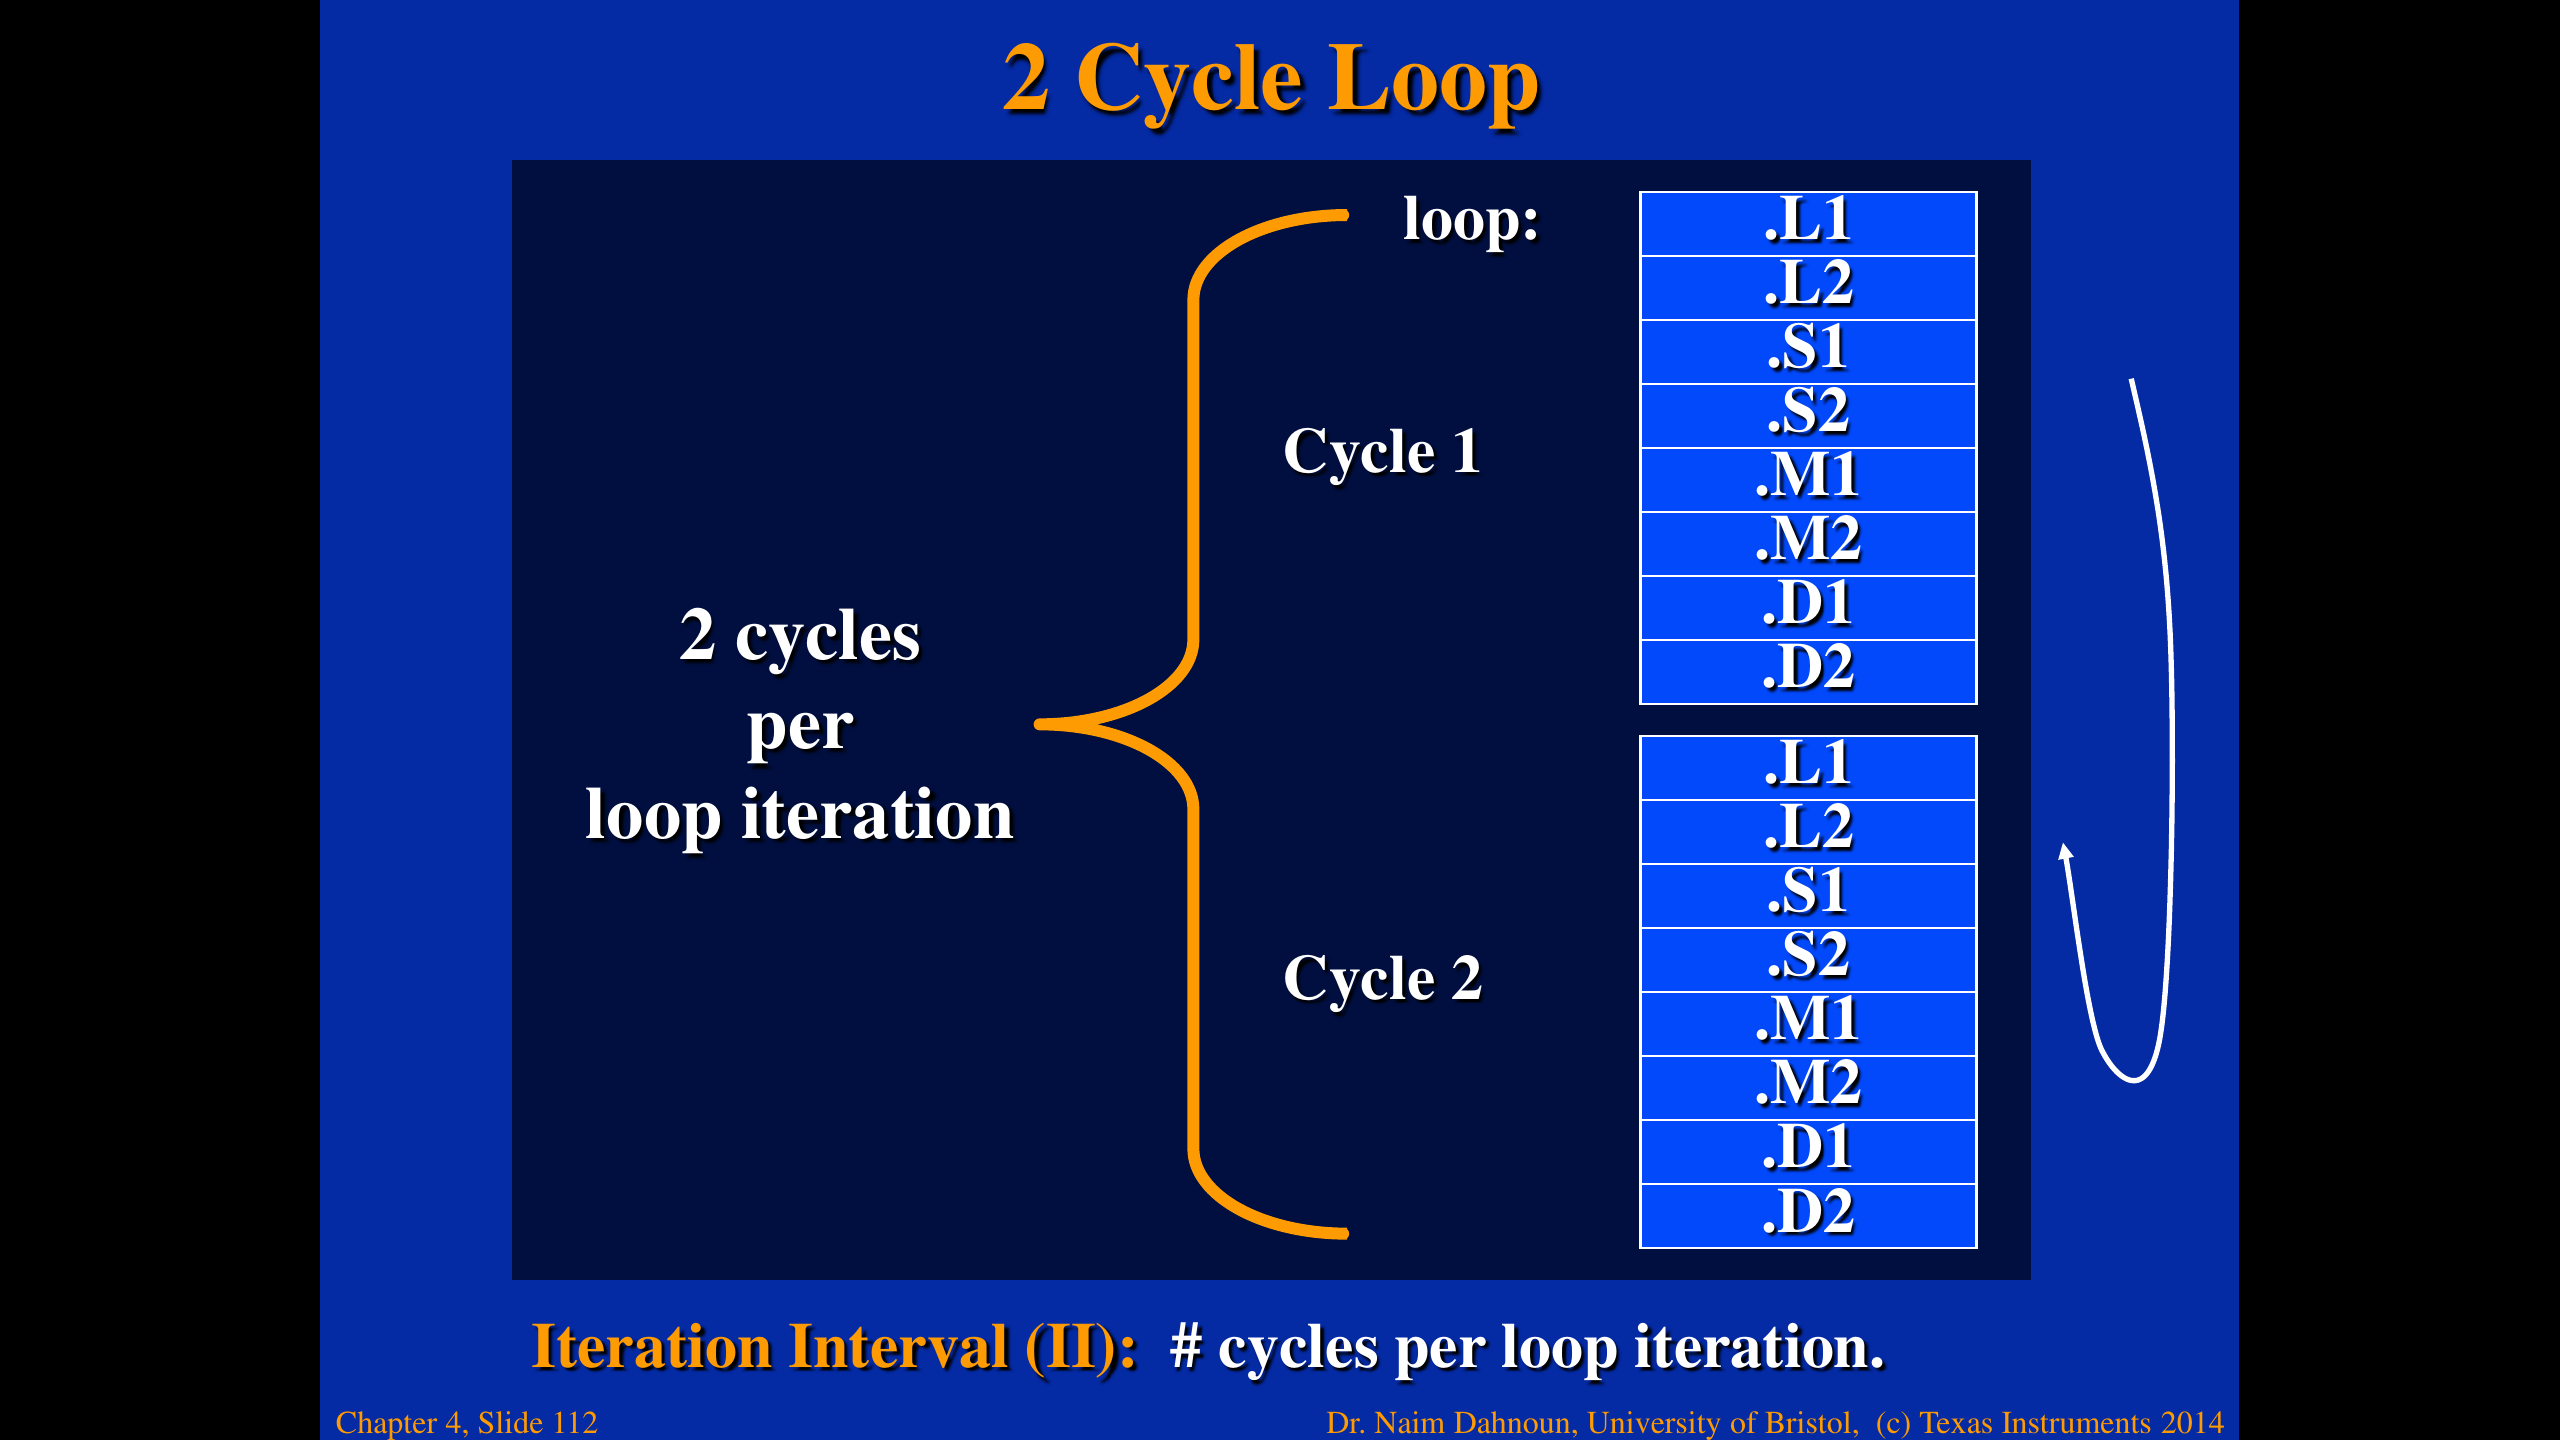 2 Cycle Loop
loop:
.L1
.L2
.S1
.S2
Cycle 1
.M1
.M2
.D1
.D2
2 cycles
per
loop iteration
.L1
.L2
.S1
.S2
Cycle 2
.M1
.M2
.D1
.D2
Iteration Interval (II): # cycles per loop iteration.
Chapter 4, Slide 112
Dr. Naim Dahnoun, University of Bristol, (c) Texas Instruments 2014